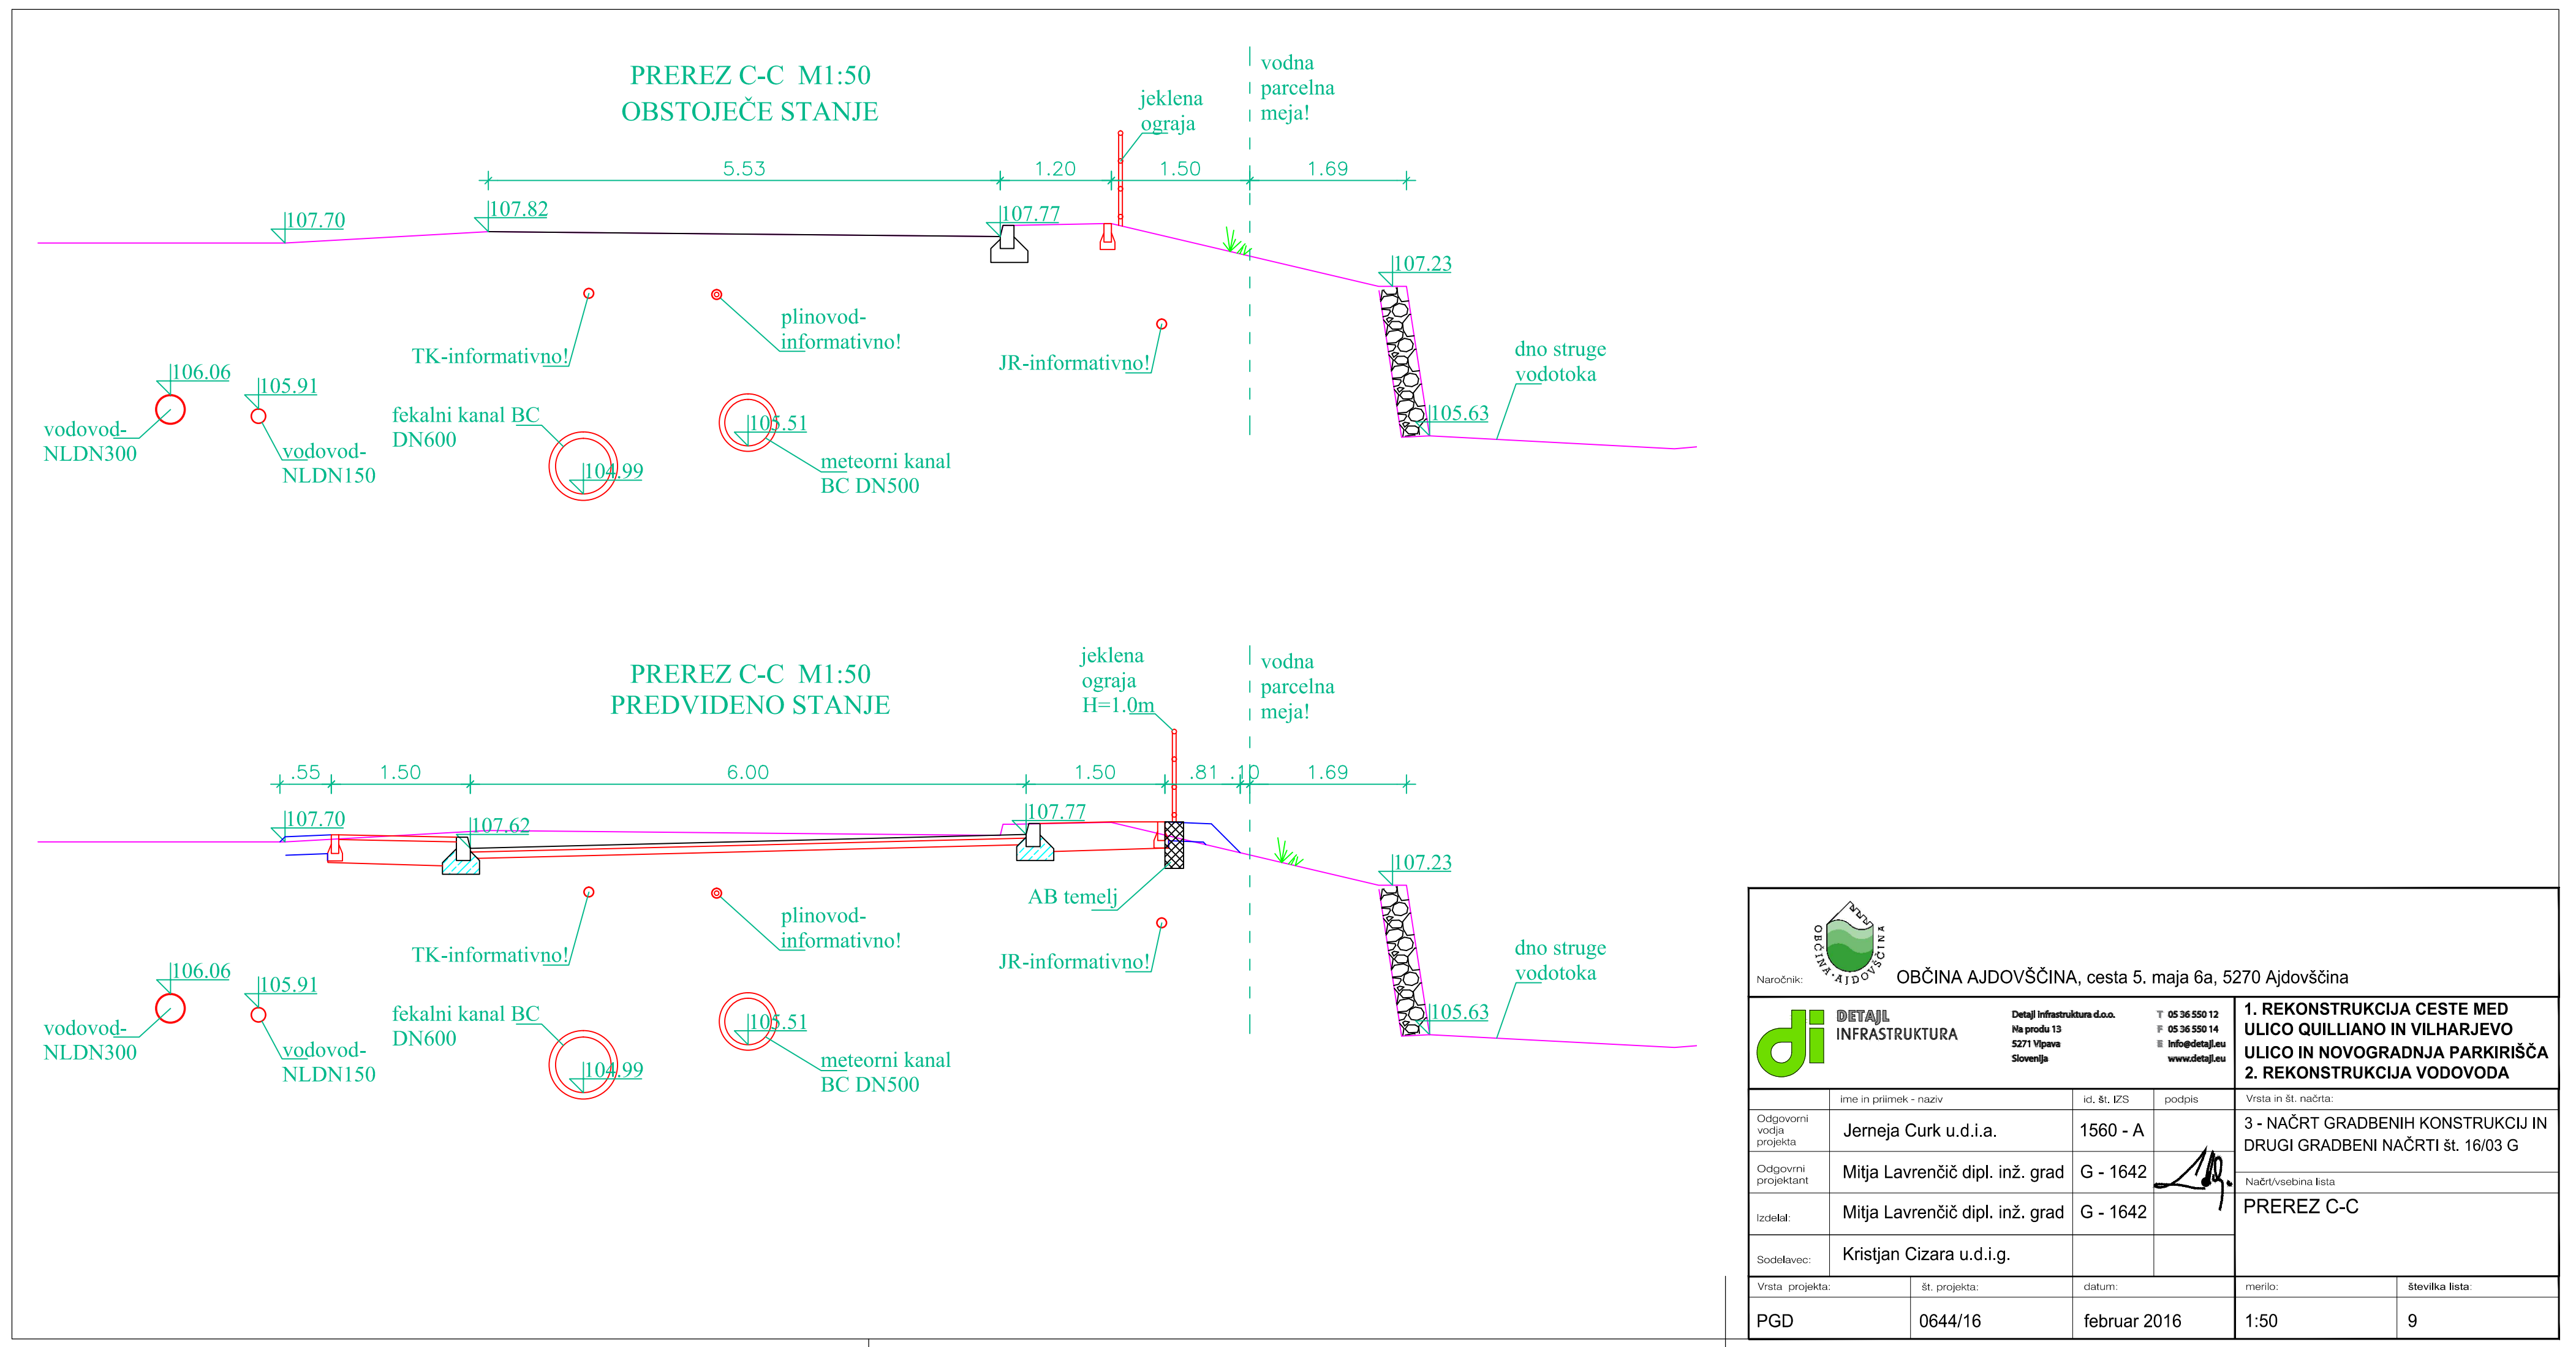 PREREZ C-C M1:50
OBSTOJEČE STANJE
jeklena
ograja
vodna
parcelna
meja!
5.53
1.20
1.50
1.69
107.70
107.82
107.77
107.23
105.63
TK-informativno!
plinovod-
informativno!
JR-informativno!
dno struge
vodotoka
106.06
105.91
vodovod-
NLDN300
vodovod-
NLDN150
fekalni kanal BC
DN600
104.99
105.51
meteorni kanal
BC DN500
PREREZ C-C M1:50
PREDVIDENO STANJE
jeklena
ograja
H=1.0m
vodna
parcelna
meja!
.55
1.50
6.00
1.50
.81
.10
1.69
107.70
107.62
107.77
107.23
105.63
AB temelj
TK-informativno!
plinovod-
informativno!
JR-informativno!
dno struge
vodotoka
106.06
105.91
vodovod-
NLDN300
vodovod-
NLDN150
fekalni kanal BC
DN600
104.99
105.51
meteorni kanal
BC DN500
OBČINA · AJDOVŠČINA
Naročnik:
OBČINA AJDOVŠČINA, cesta 5. maja 6a, 5270 Ajdovščina
di
DETAJL
INFRASTRUKTURA
Detajl Infrastruktura d.o.o.
Na produ 13
5271 Vipava
Slovenija
T 05 36 550 12
F 05 36 550 14
E info@detajl.eu
www.detajl.eu
1. REKONSTRUKCIJA CESTE MED
ULICO QUILLIANO IN VILHARJEVO
ULICO IN NOVOGRADNJA PARKIRIŠČA
2. REKONSTRUKCIJA VODOVODA
ime in priimek - naziv
id. št. IZS
podpis
Vrsta in št. načrta:
Odgovorni
vodja
projekta
Jerneja Curk u.d.i.a.
1560 - A
3 - NAČRT GRADBENIH KONSTRUKCIJ IN
DRUGI GRADBENI NAČRTI št. 16/03 G
Odgovrni
projektant
Mitja Lavrenčič dipl. inž. grad
G - 1642
Načrt/vsebina lista
PREREZ C-C
Izdelal:
Mitja Lavrenčič dipl. inž. grad
G - 1642
Sodelavec:
Kristjan Cizara u.d.i.g.
Vrsta projekta:
št. projekta:
datum:
merilo:
številka lista:
PGD
0644/16
februar 2016
1:50
9